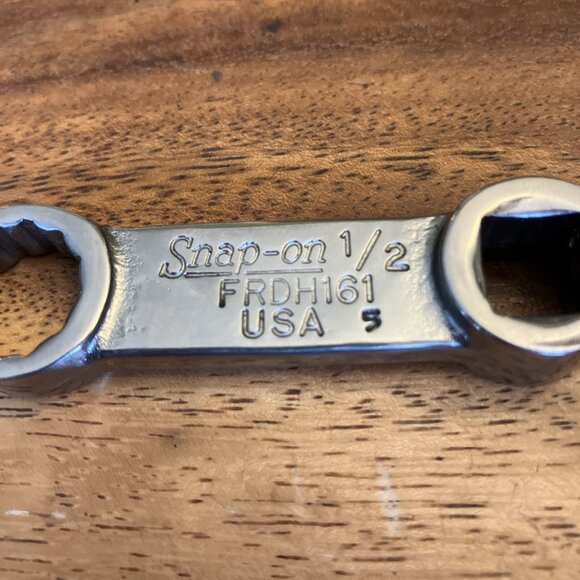 Snap-on 1/2
FRDH161
USA 5